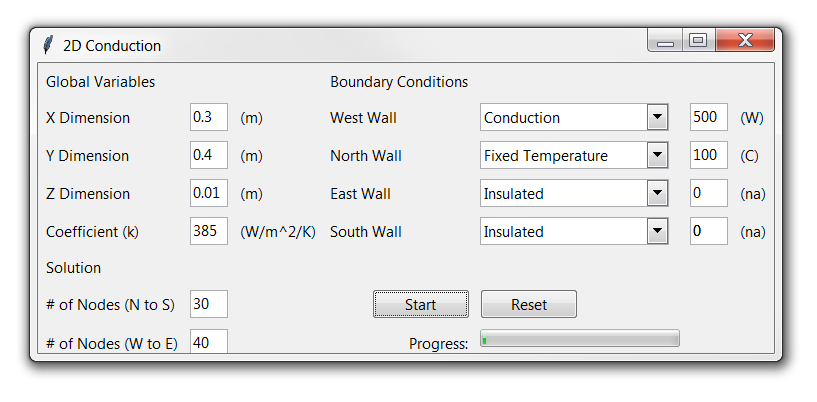 2D Conduction
Global Variables Boundary Conditions
X Dimension 0.3 (m) West Wall Conduction 500 (W)
Y Dimension 0.4 (m) North Wall Fixed Temperature 100 (C)
Z Dimension 0.01 (m) East Wall Insulated 0 (na)
Coefficient (k) 385 (W/m^2/K) South Wall Insulated 0 (na)
Solution
# of Nodes (N to S) 30 Start Reset
# of Nodes (W to E) 40 Progress: